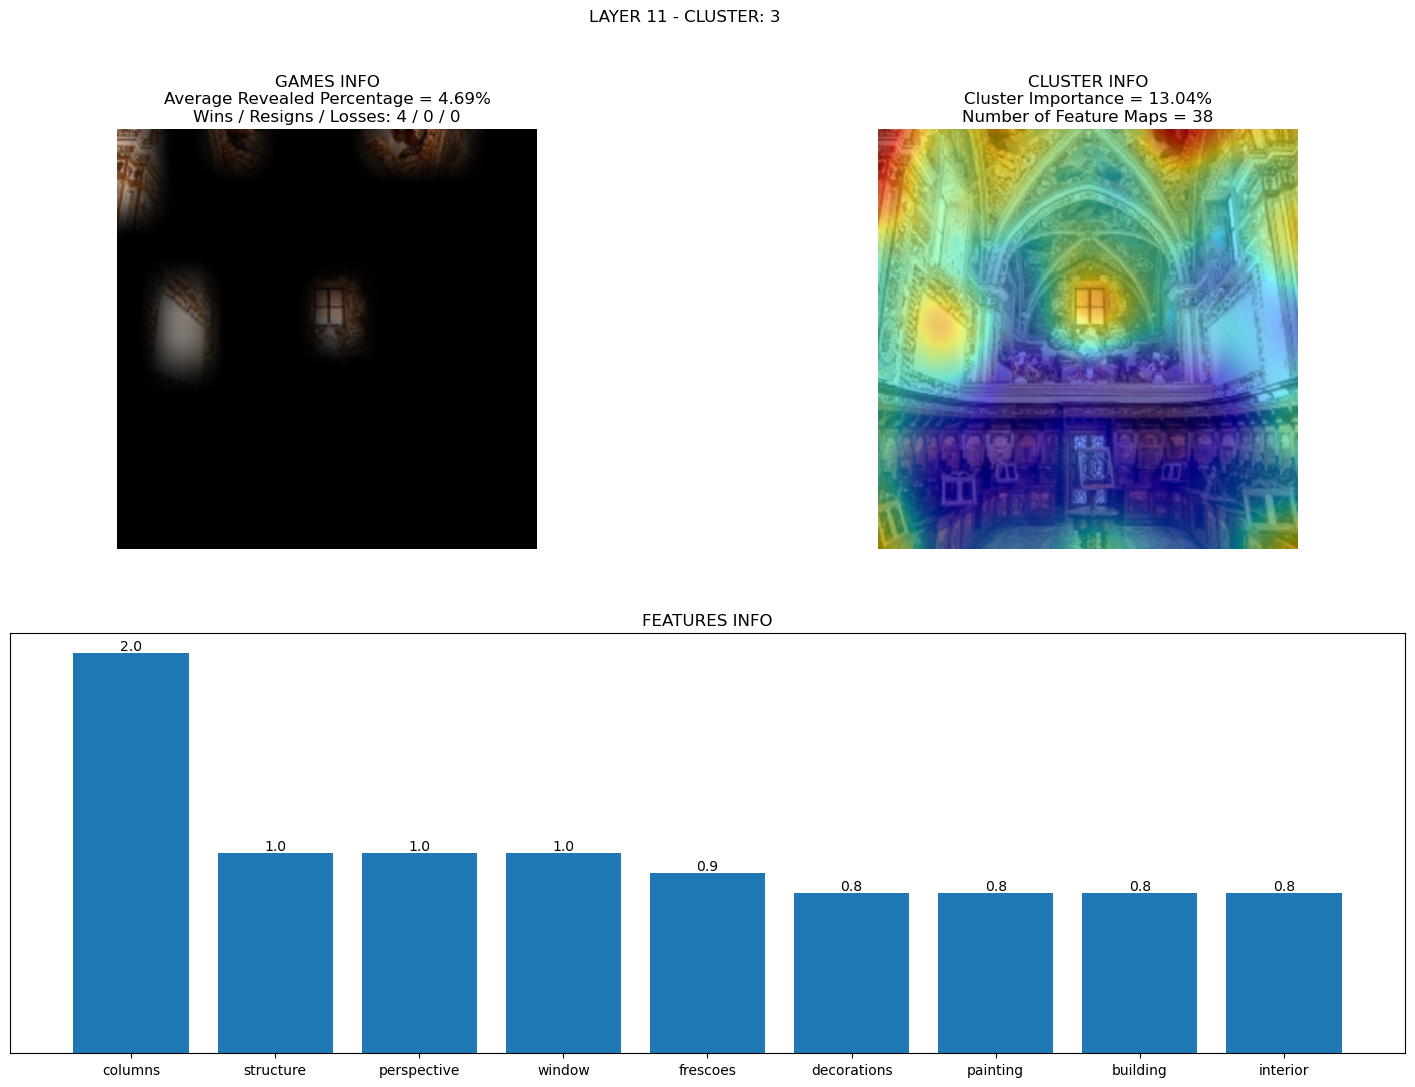 LAYER 11 - CLUSTER: 3
GAMES INFO
Average Revealed Percentage = 4.69%
Wins / Resigns / Losses: 4 / 0 / 0
CLUSTER INFO
Cluster Importance = 13.04%
Number of Feature Maps = 38
FEATURES INFO
2.0
1.0
1.0
1.0
0.9
0.8
0.8
0.8
0.8
columns
structure
perspective
window
frescoes
decorations
painting
building
interior